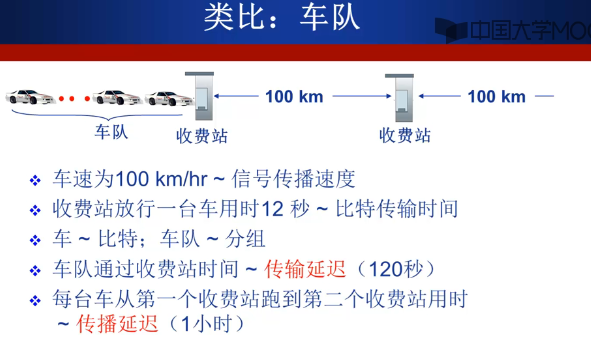 类比：车队
中国大学MO
100 km
100 km
车队
收费站
收费站
车速为100 km/hr ~ 信号传播速度
收费站放行一台车用时12 秒 ~ 比特传输时间
车 ~ 比特；车队 ~ 分组
车队通过收费站时间 ~ 传输延迟（120秒）
每台车从第一个收费站跑到第二个收费站用时
~ 传播延迟（1小时）